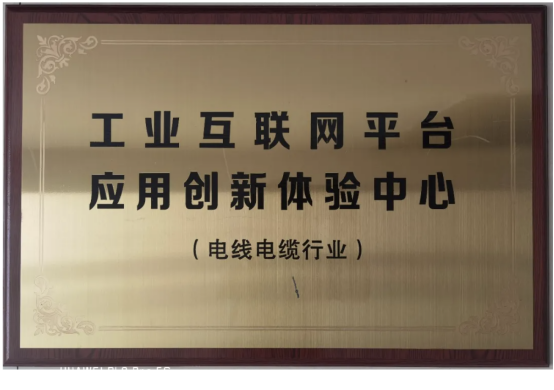 工业互联网平台
应用创新体验中心
（电线电缆行业）